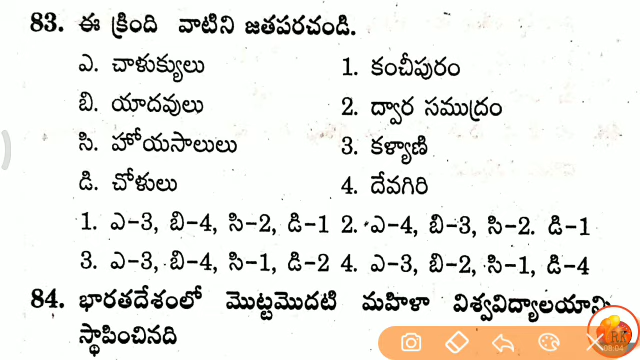 83. ఈ క్రింది వాటిని జతపరచండి.
ఎ. చాళుక్యులు 1. కంచీపురం
బి. యాదవులు 2. ద్వార సముద్రం
సి. హోయసాలులు 3. కళ్యాణి
డి. చోళులు 4. దేవగిరి
1. ఎ-3, బి-4, సి-2, డి-1 2. ఎ-4, బి-3, సి-2. డి-1
3. ఎ-3, బి-4, సి-1, డి-2 4. ఎ-3, బి-2, సి-1, డి-4
84. భారతదేశంలో మొట్టమొదటి మహిళా విశ్వవిద్యాలయాన్ని
స్థాపించినది
08:04